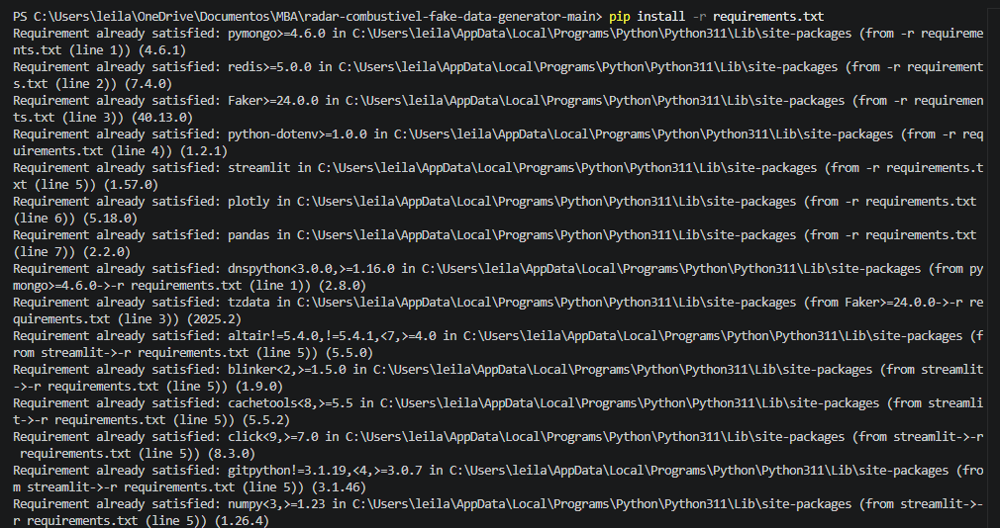 PS C:\Users\leila\OneDrive\Documentos\MBA\radar-combustivel-fake-data-generator-main> pip install -r requirements.txt
Requirement already satisfied: pymongo>=4.6.0 in C:\Users\leila\AppData\Local\Programs\Python\Python311\Lib\site-packages (from -r requireme
nts.txt (line 1)) (4.6.1)
Requirement already satisfied: redis>=5.0.0 in C:\Users\leila\AppData\Local\Programs\Python\Python311\Lib\site-packages (from -r requirement
s.txt (line 2)) (7.4.0)
Requirement already satisfied: Faker>=24.0.0 in C:\Users\leila\AppData\Local\Programs\Python\Python311\Lib\site-packages (from -r requiremen
ts.txt (line 3)) (40.13.0)
Requirement already satisfied: python-dotenv>=1.0.0 in C:\Users\leila\AppData\Local\Programs\Python\Python311\Lib\site-packages (from -r req
uirements.txt (line 4)) (1.2.1)
Requirement already satisfied: streamlit in C:\Users\leila\AppData\Local\Programs\Python\Python311\Lib\site-packages (from -r requirements.t
xt (line 5)) (1.57.0)
Requirement already satisfied: plotly in C:\Users\leila\AppData\Local\Programs\Python\Python311\Lib\site-packages (from -r requirements.txt
(line 6)) (5.18.0)
Requirement already satisfied: pandas in C:\Users\leila\AppData\Local\Programs\Python\Python311\Lib\site-packages (from -r requirements.txt
(line 7)) (2.2.0)
Requirement already satisfied: dnspython<3.0.0,>=1.16.0 in C:\Users\leila\AppData\Local\Programs\Python\Python311\Lib\site-packages (from py
mongo>=4.6.0->-r requirements.txt (line 1)) (2.8.0)
Requirement already satisfied: tzdata in C:\Users\leila\AppData\Local\Programs\Python\Python311\Lib\site-packages (from Faker>=24.0.0->-r re
quirements.txt (line 3)) (2025.2)
Requirement already satisfied: altair!=5.4.0,!=5.4.1,<7,>=4.0 in C:\Users\leila\AppData\Local\Programs\Python\Python311\Lib\site-packages (f
rom streamlit->-r requirements.txt (line 5)) (5.5.0)
Requirement already satisfied: blinker<2,>=1.5.0 in C:\Users\leila\AppData\Local\Programs\Python\Python311\Lib\site-packages (from streamlit
->-r requirements.txt (line 5)) (1.9.0)
Requirement already satisfied: cachetools<8,>=5.5 in C:\Users\leila\AppData\Local\Programs\Python\Python311\Lib\site-packages (from streamli
t->-r requirements.txt (line 5)) (5.5.2)
Requirement already satisfied: click<9,>=7.0 in C:\Users\leila\AppData\Local\Programs\Python\Python311\Lib\site-packages (from streamlit->-r
 requirements.txt (line 5)) (8.3.0)
Requirement already satisfied: gitpython!=3.1.19,<4,>=3.0.7 in C:\Users\leila\AppData\Local\Programs\Python\Python311\Lib\site-packages (fro
m streamlit->-r requirements.txt (line 5)) (3.1.46)
Requirement already satisfied: numpy<3,>=1.23 in C:\Users\leila\AppData\Local\Programs\Python\Python311\Lib\site-packages (from streamlit->-
r requirements.txt (line 5)) (1.26.4)